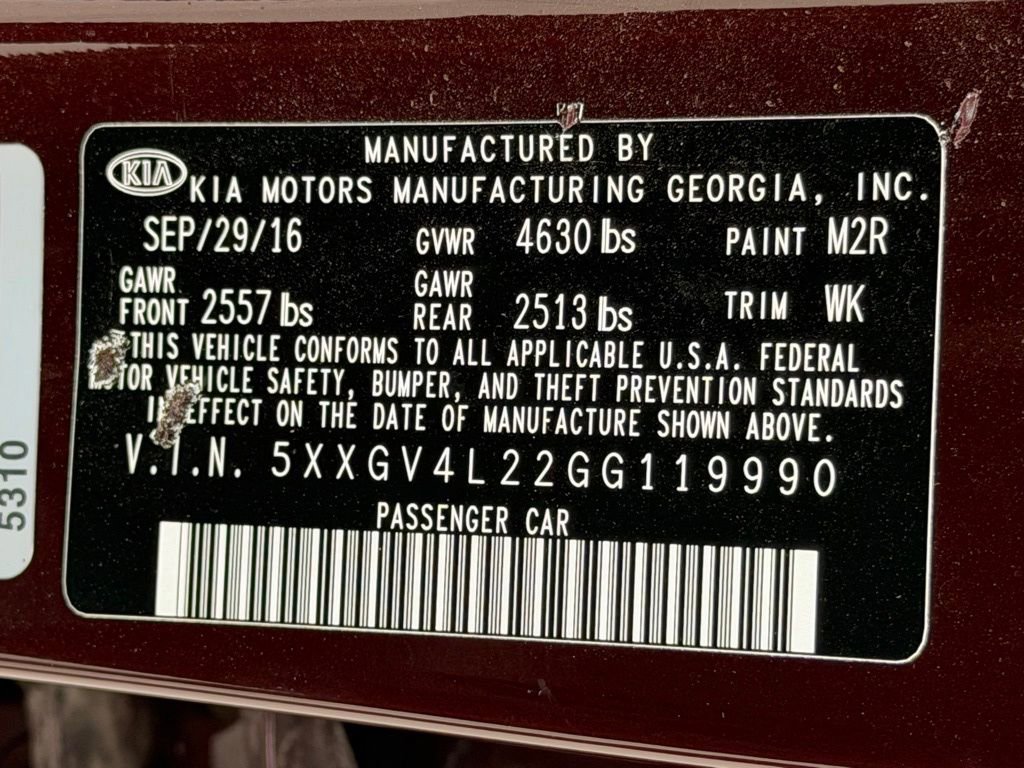 KIA
MANUFACTURED BY
KIA MOTORS MANUFACTURING GEORGIA, INC.
SEP/29/16 GVWR 4630 lbs PAINT M2R
GAWR FRONT 2557 lbs GAWR REAR 2513 lbs TRIM WK
THIS VEHICLE CONFORMS TO ALL APPLICABLE U.S.A. FEDERAL
MOTOR VEHICLE SAFETY, BUMPER, AND THEFT PREVENTION STANDARDS
IN EFFECT ON THE DATE OF MANUFACTURE SHOWN ABOVE.
V.I.N. 5XXGV4L22GG119990
PASSENGER CAR
5310